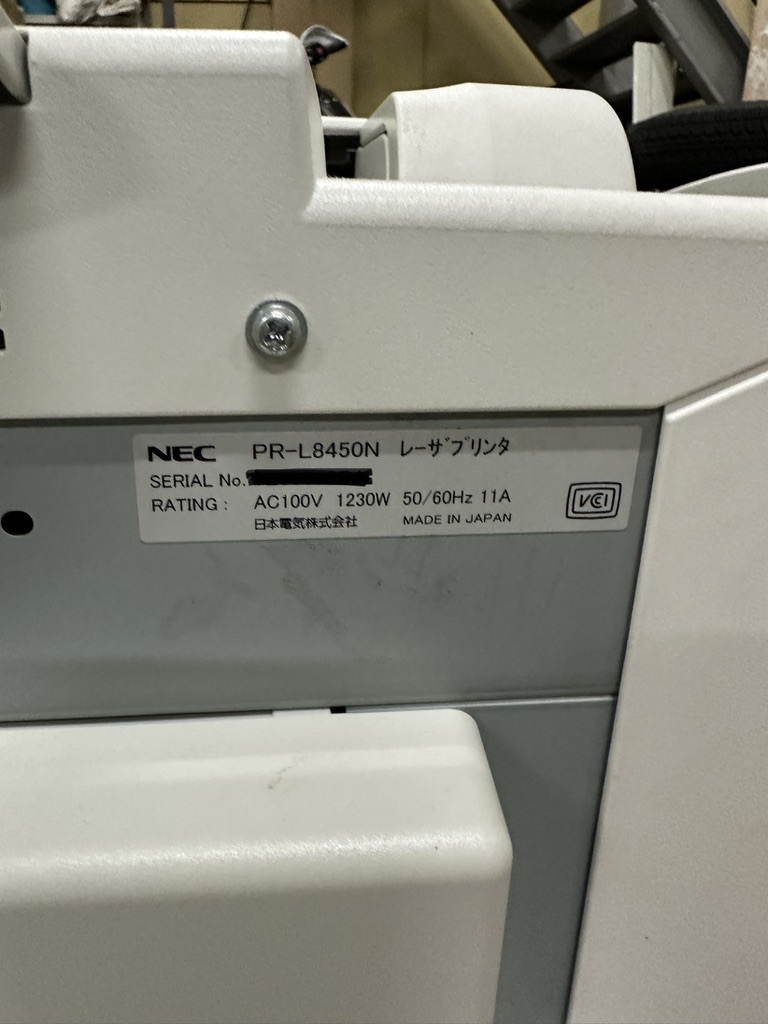 NEC PR-L8450N レーザプリンタ
SERIAL No.
RATING : AC100V 1230W 50/60Hz 11A
日本電気株式会社 MADE IN JAPAN
VCCI